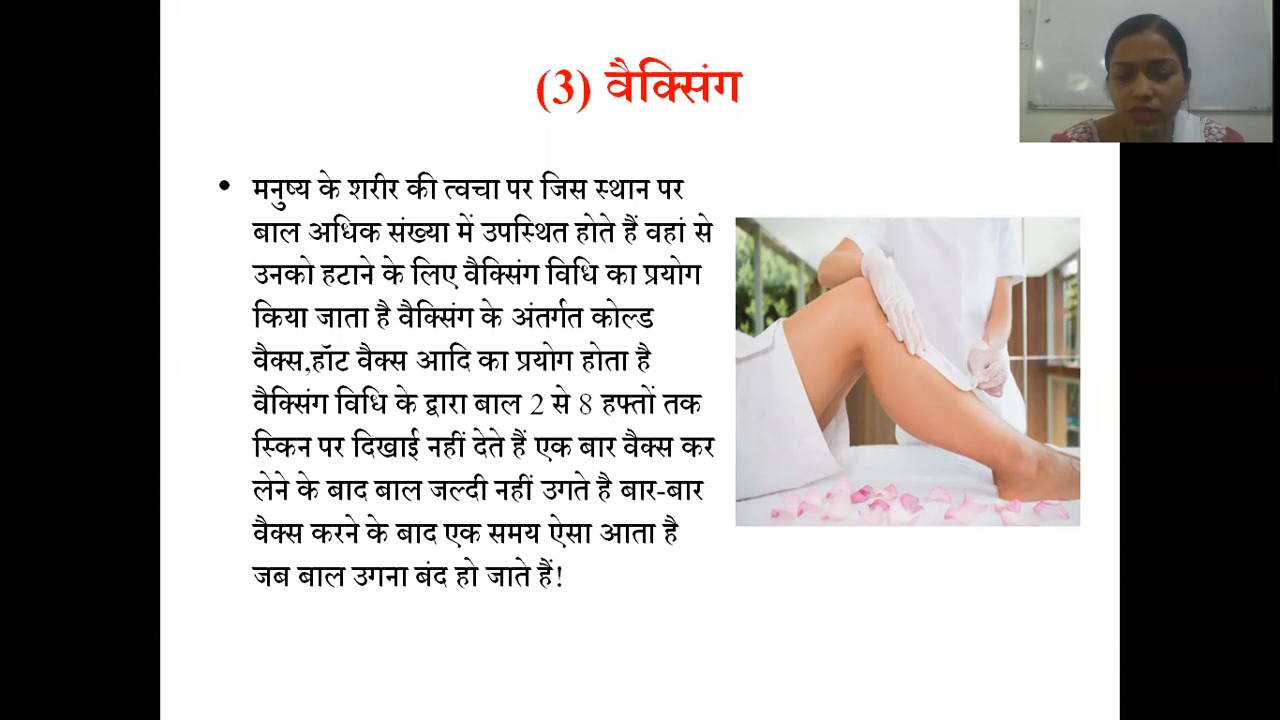 (3) वैक्सिंग
• मनुष्य के शरीर की त्वचा पर जिस स्थान पर
बाल अधिक संख्या में उपस्थित होते हैं वहां से
उनको हटाने के लिए वैक्सिंग विधि का प्रयोग
किया जाता है वैक्सिंग के अंतर्गत कोल्ड
वैक्स,हॉट वैक्स आदि का प्रयोग होता है
वैक्सिंग विधि के द्वारा बाल 2 से 8 हफ्तों तक
स्किन पर दिखाई नहीं देते हैं एक बार वैक्स कर
लेने के बाद बाल जल्दी नहीं उगते है बार-बार
वैक्स करने के बाद एक समय ऐसा आता है
जब बाल उगना बंद हो जाते हैं!